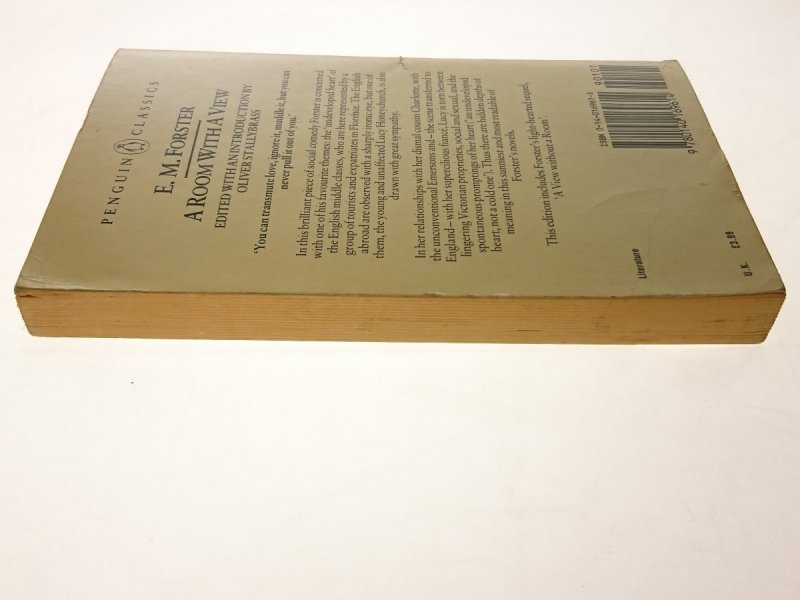 PENGUIN CLASSICS
E. M. FORSTER
A ROOM WITH A VIEW
EDITED WITH AN INTRODUCTION BY
OLIVER STALLYBRASS
'You can transmute love, ignore it, muddle it, but you can
never pull it out of you.'
In this brilliant piece of social comedy Forster is concerned
with one of his favourite themes: the 'undeveloped heart' of
the English middle classes, who are here represented by a
group of tourists and expatriates in Florence. The English
abroad are observed with a sharply ironic eye, but one of
them, the young and unaffected Lucy Honeychurch, is also
drawn with great sympathy.
In her relationships with her dismal cousin Charlotte, with
the unconventional Emersons and – the scene transferred to
England – with her supercilious fiancé, Lucy is torn between
lingering Victorian proprieties, social and sexual, and the
spontaneous promptings of her heart ('an undeveloped
heart, not a cold one'). Thus there are hidden depths of
meaning in this sunniest and most readable of
Forster's novels.
This edition includes Forster's light-hearted sequel,
'A View without a Room'.
Literature
U.K. £3.99
ISBN 0-14-016961-X
90101
9 780140 169614